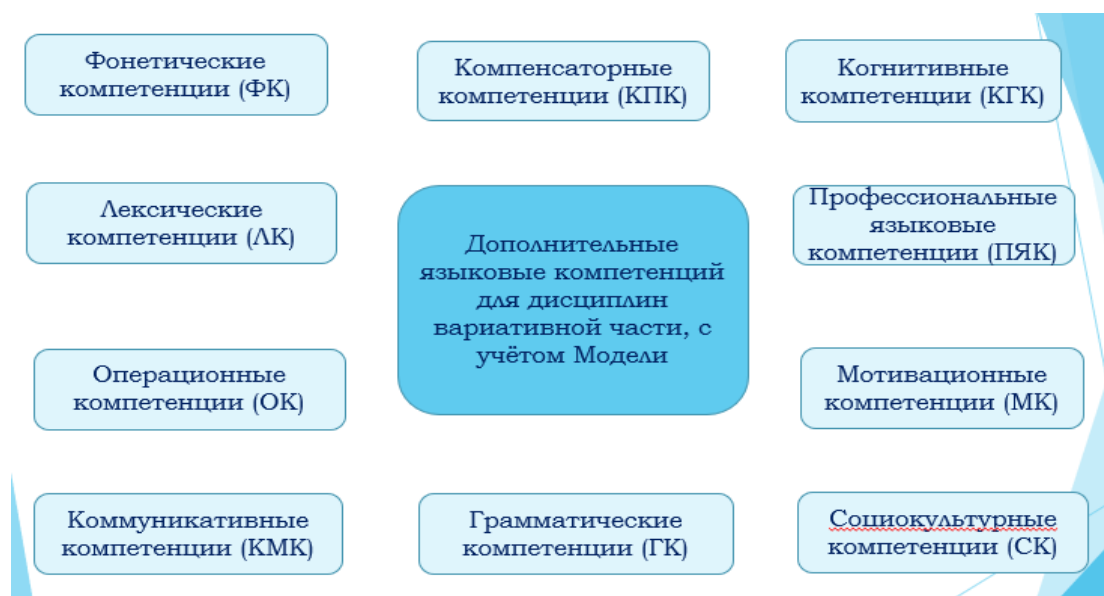 Фонетические
компетенции (ФК)
Компенсаторные
компетенции (КПК)
Когнитивные
компетенции (КГК)
Лексические
компетенции (ЛК)
Дополнительные
языковые компетенций
для дисциплин
вариативной части, с
учётом Модели
Профессиональные
языковые
компетенции (ПЯК)
Операционные
компетенции (ОК)
Мотивационные
компетенции (МК)
Коммуникативные
компетенции (КМК)
Грамматические
компетенции (ГК)
Социокультурные
компетенции (СК)